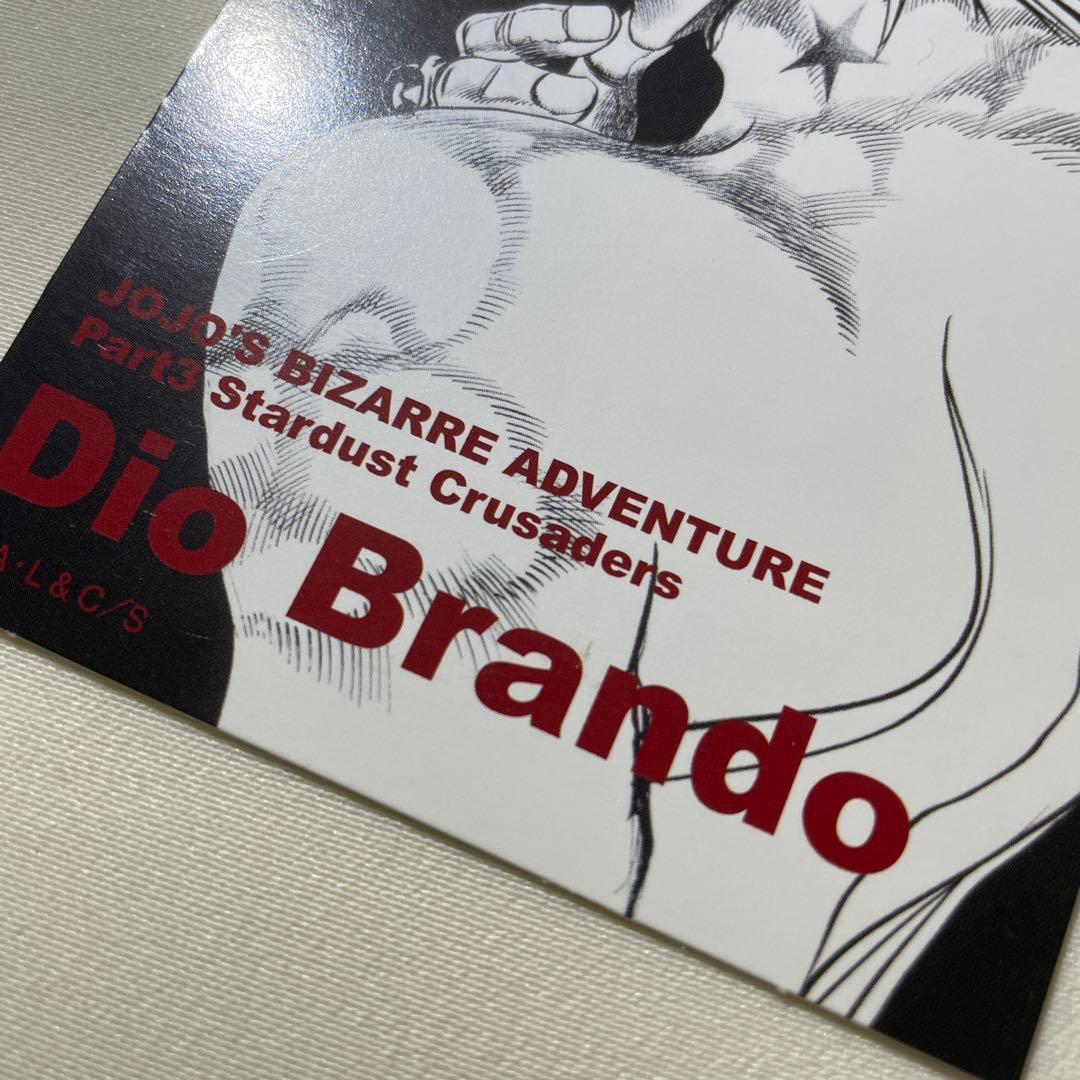 JOJO'S BIZARRE ADVENTURE
Part3 Stardust Crusaders
Dio Brando
A・L&C/S